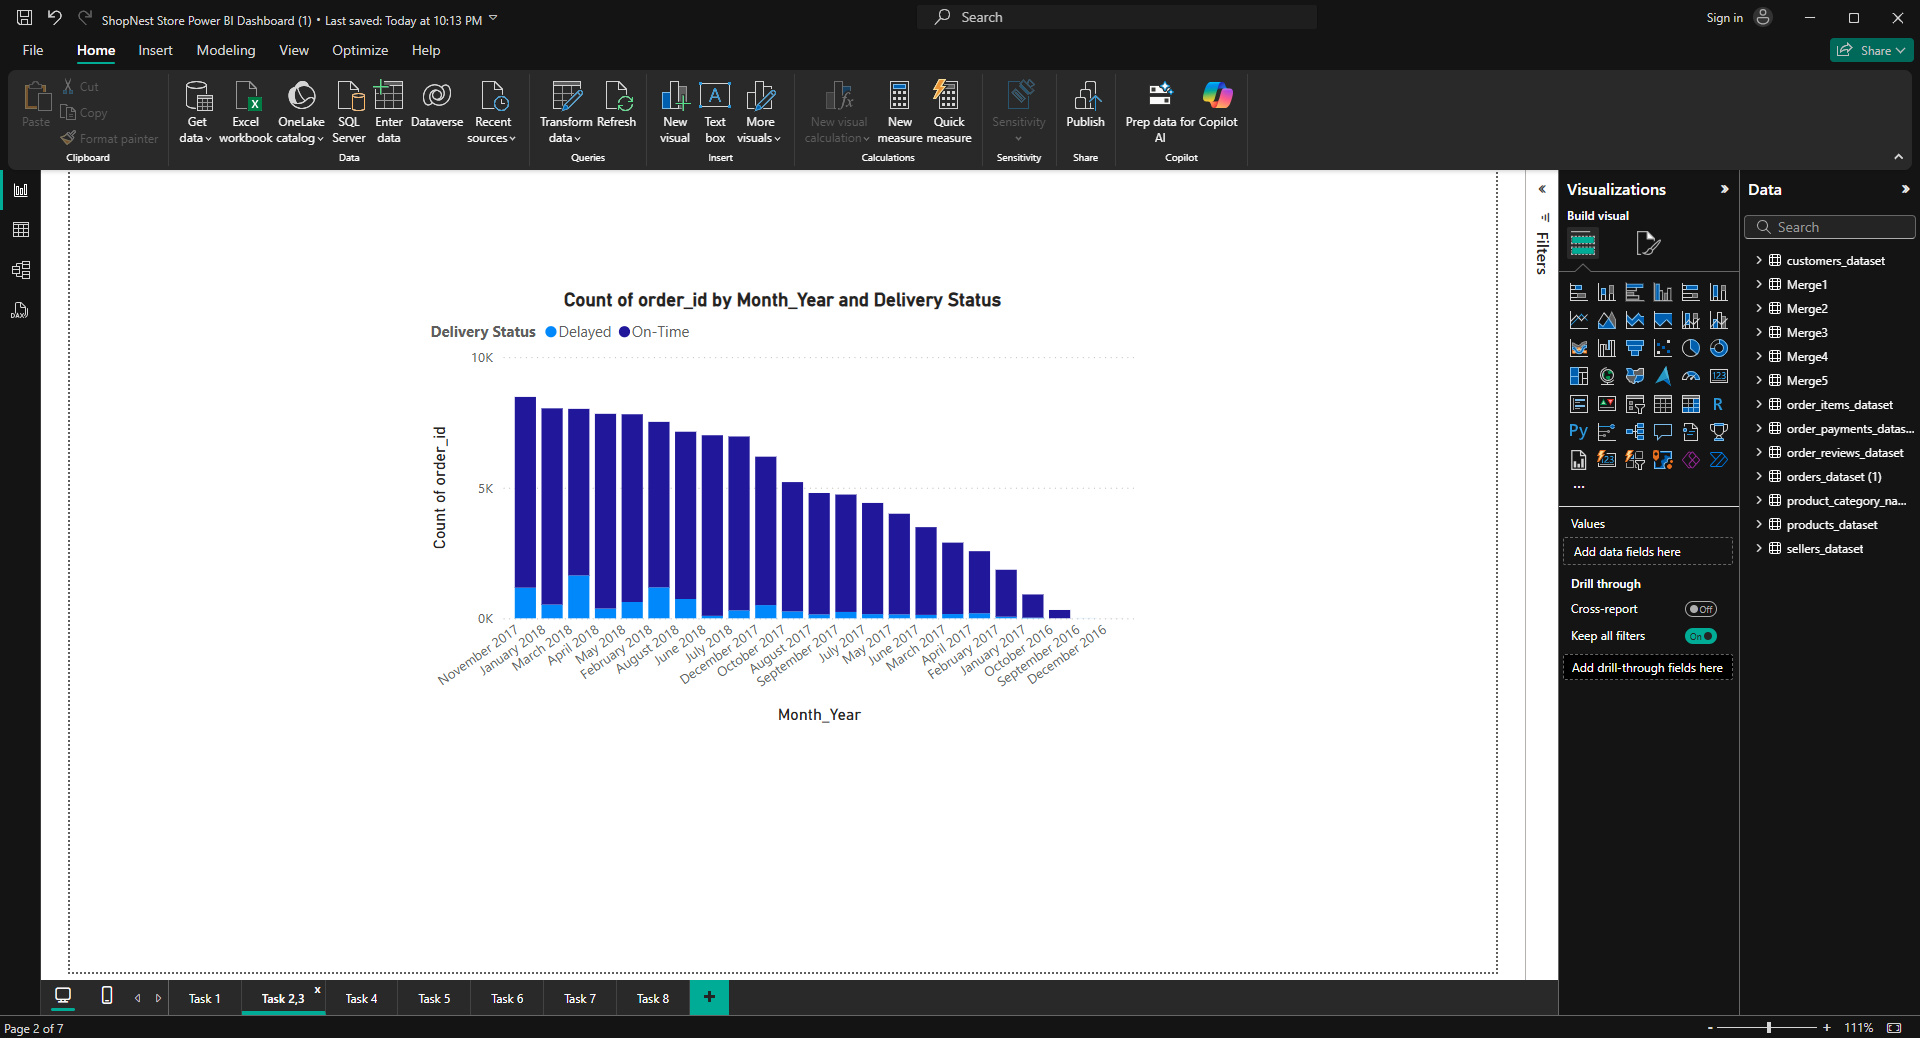 ShopNest Store Power BI Dashboard (1) • Last saved: Today at 10:13 PM
Search
Sign in
File Home Insert Modeling View Optimize Help
Share
Paste
Cut
Copy
Format painter
Clipboard
Get data
Excel workbook
OneLake catalog
SQL Server
Enter data
Dataverse
Recent sources
Data
Transform data
Refresh
Queries
New visual
Text box
More visuals
Insert
New visual calculation
New measure
Quick measure
Calculations
Sensitivity
Sensitivity
Publish
Share
Prep data for AI
Copilot
Copilot
DAX
Count of order_id by Month_Year and Delivery Status
Delivery Status Delayed On-Time
10K
5K
0K
Count of order_id
November 2017
January 2018
March 2018
April 2018
May 2018
February 2018
August 2018
June 2018
July 2018
December 2017
October 2017
August 2017
September 2017
July 2017
May 2017
June 2017
March 2017
April 2017
February 2017
January 2017
October 2016
September 2016
December 2016
Month_Year
Filters
Visualizations
Build visual
123
R
Py
123
...
Values
Add data fields here
Drill through
Cross-report
Off
Keep all filters
On
Add drill-through fields here
Data
Search
customers_dataset
Merge1
Merge2
Merge3
Merge4
Merge5
order_items_dataset
order_payments_datas...
order_reviews_dataset
orders_dataset (1)
product_category_na...
products_dataset
sellers_dataset
Task 1
Task 2,3
x
Task 4
Task 5
Task 6
Task 7
Task 8
+
Page 2 of 7
- + 111%